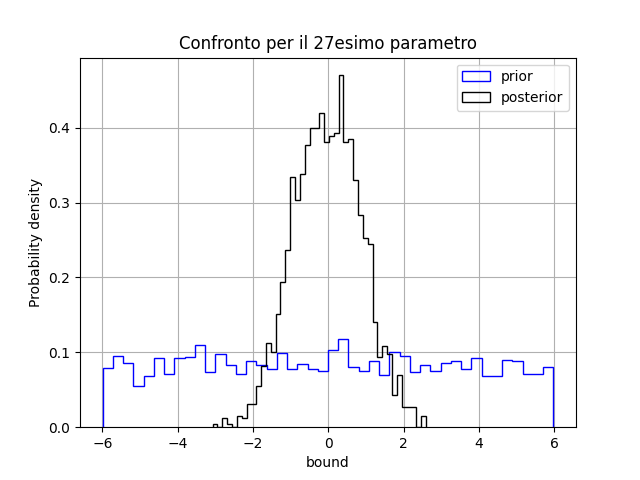 Confronto per il 27esimo parametro
prior
posterior
Probability density
0.4
0.3
0.2
0.1
0.0
−6
−4
−2
0
2
4
6
bound